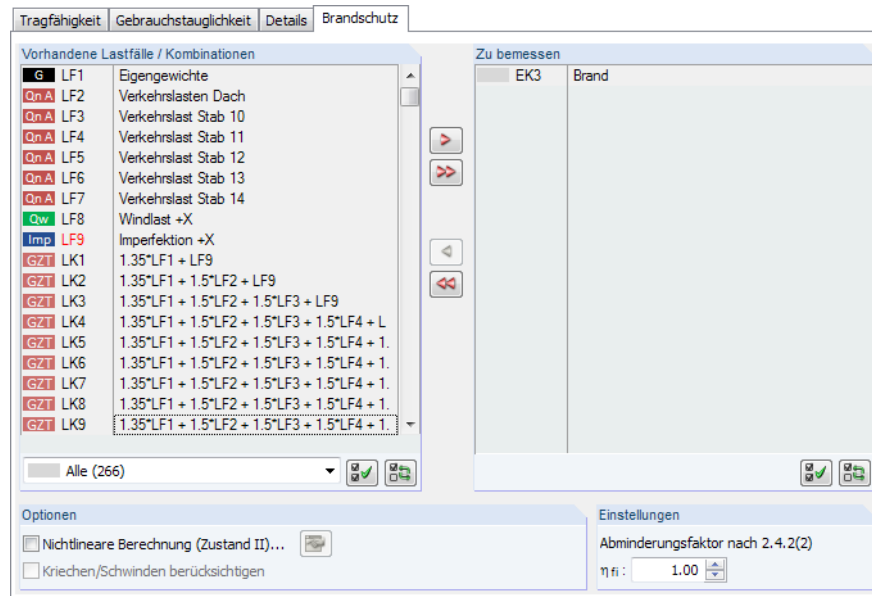 Tragfähigkeit Gebrauchstauglichkeit Details Brandschutz
Vorhandene Lastfälle / Kombinationen
G LF1 Eigengewichte
Qn A LF2 Verkehrslasten Dach
Qn A LF3 Verkehrslast Stab 10
Qn A LF4 Verkehrslast Stab 11
Qn A LF5 Verkehrslast Stab 12
Qn A LF6 Verkehrslast Stab 13
Qn A LF7 Verkehrslast Stab 14
Qw LF8 Windlast +X
Imp LF9 Imperfektion +X
GZT LK1 1.35*LF1 + LF9
GZT LK2 1.35*LF1 + 1.5*LF2 + LF9
GZT LK3 1.35*LF1 + 1.5*LF2 + 1.5*LF3 + LF9
GZT LK4 1.35*LF1 + 1.5*LF2 + 1.5*LF3 + 1.5*LF4 + L
GZT LK5 1.35*LF1 + 1.5*LF2 + 1.5*LF3 + 1.5*LF4 + 1.
GZT LK6 1.35*LF1 + 1.5*LF2 + 1.5*LF3 + 1.5*LF4 + 1.
GZT LK7 1.35*LF1 + 1.5*LF2 + 1.5*LF3 + 1.5*LF4 + 1.
GZT LK8 1.35*LF1 + 1.5*LF2 + 1.5*LF3 + 1.5*LF4 + 1.
GZT LK9 1.35*LF1 + 1.5*LF2 + 1.5*LF3 + 1.5*LF4 + 1.
Alle (266)
Zu bemessen
EK3 Brand
Optionen
Nichtlineare Berechnung (Zustand II)...
Kriechen/Schwinden berücksichtigen
Einstellungen
Abminderungsfaktor nach 2.4.2(2)
η fi : 1.00